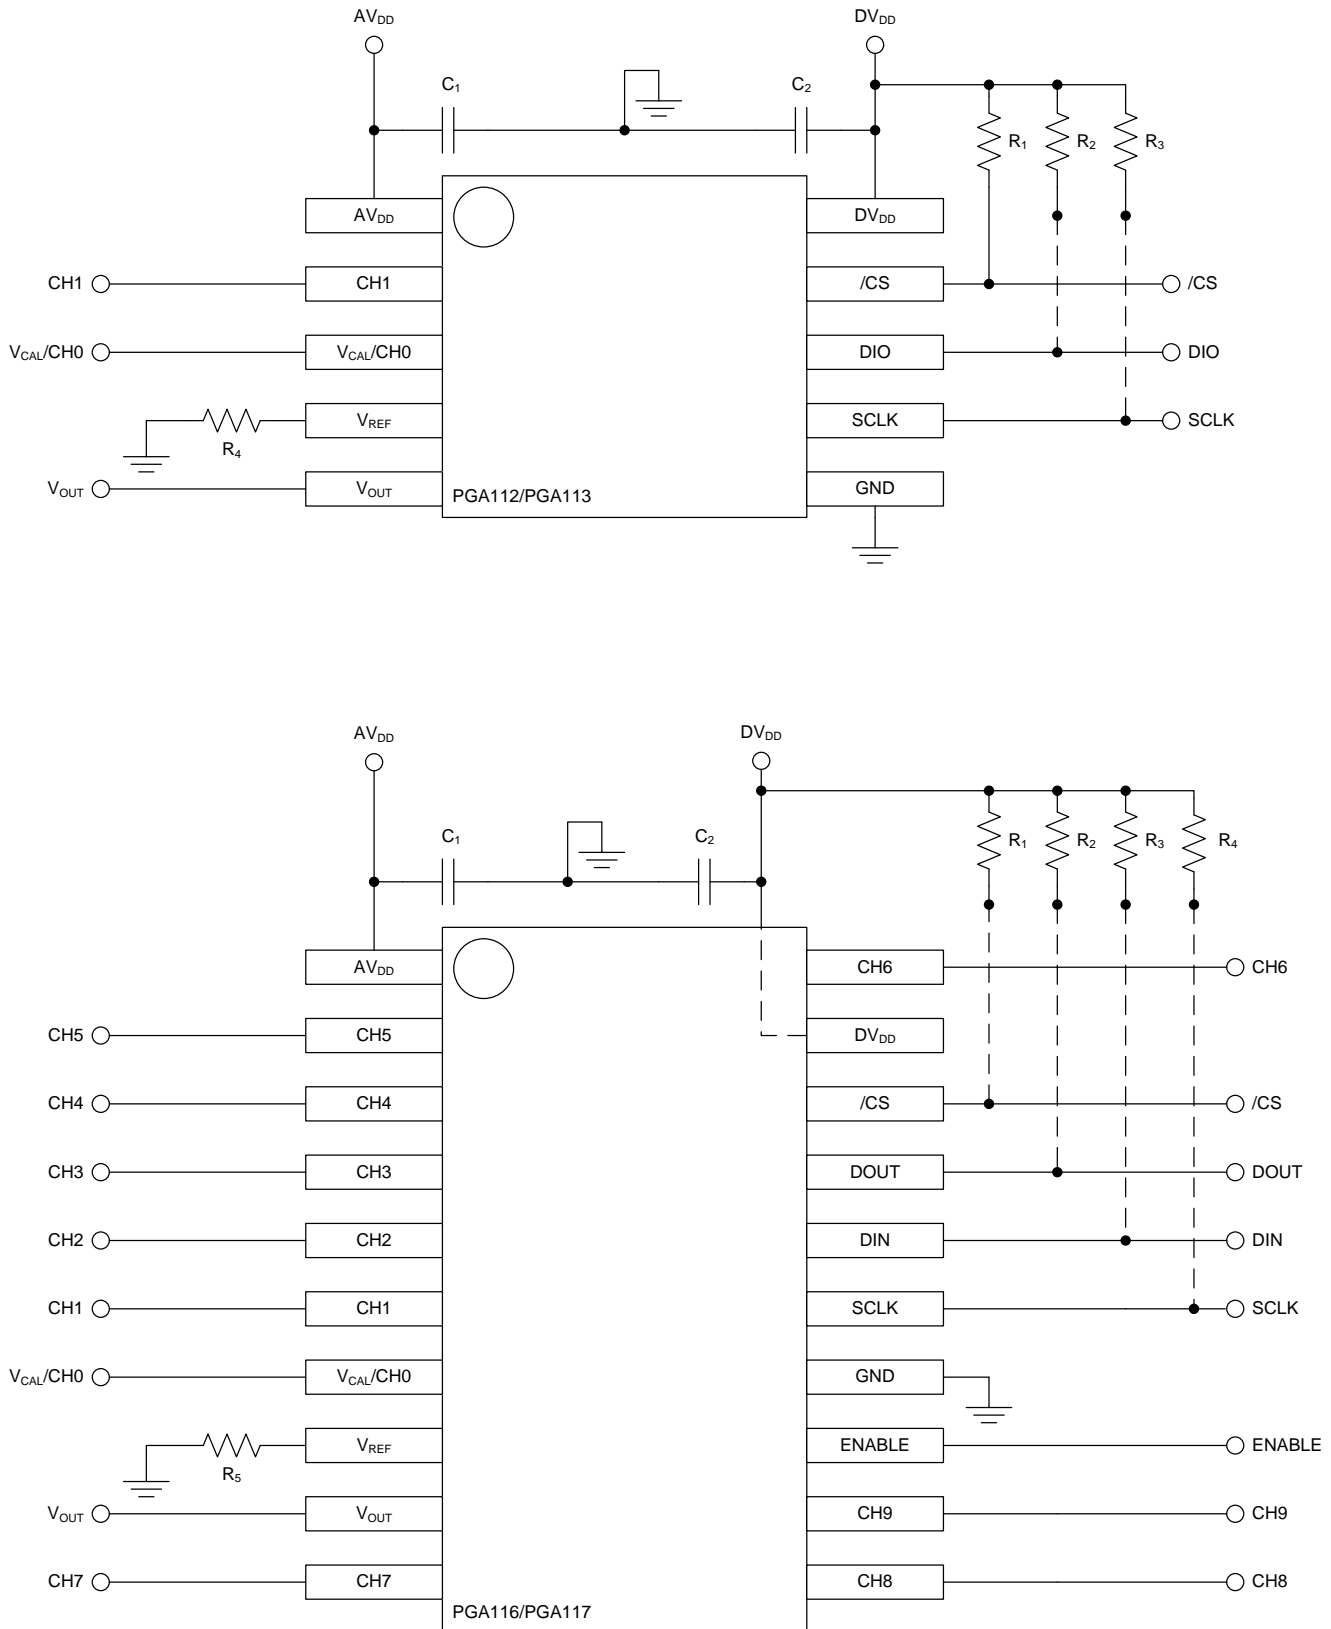 AVDD
DVDD
C1
C2
R1
R2
R3
AVDD
DVDD
CH1
CH1
/CS
/CS
VCAL/CH0
VCAL/CH0
DIO
DIO
VREF
SCLK
SCLK
R4
VOUT
VOUT
PGA112/PGA113
GND
AVDD
DVDD
C1
C2
R1
R2
R3
R4
AVDD
CH6
CH6
CH5
CH5
DVDD
CH4
CH4
/CS
/CS
CH3
CH3
DOUT
DOUT
CH2
CH2
DIN
DIN
CH1
CH1
SCLK
SCLK
VCAL/CH0
VCAL/CH0
GND
VREF
ENABLE
ENABLE
R5
VOUT
VOUT
CH9
CH9
CH7
CH7
CH8
CH8
PGA116/PGA117